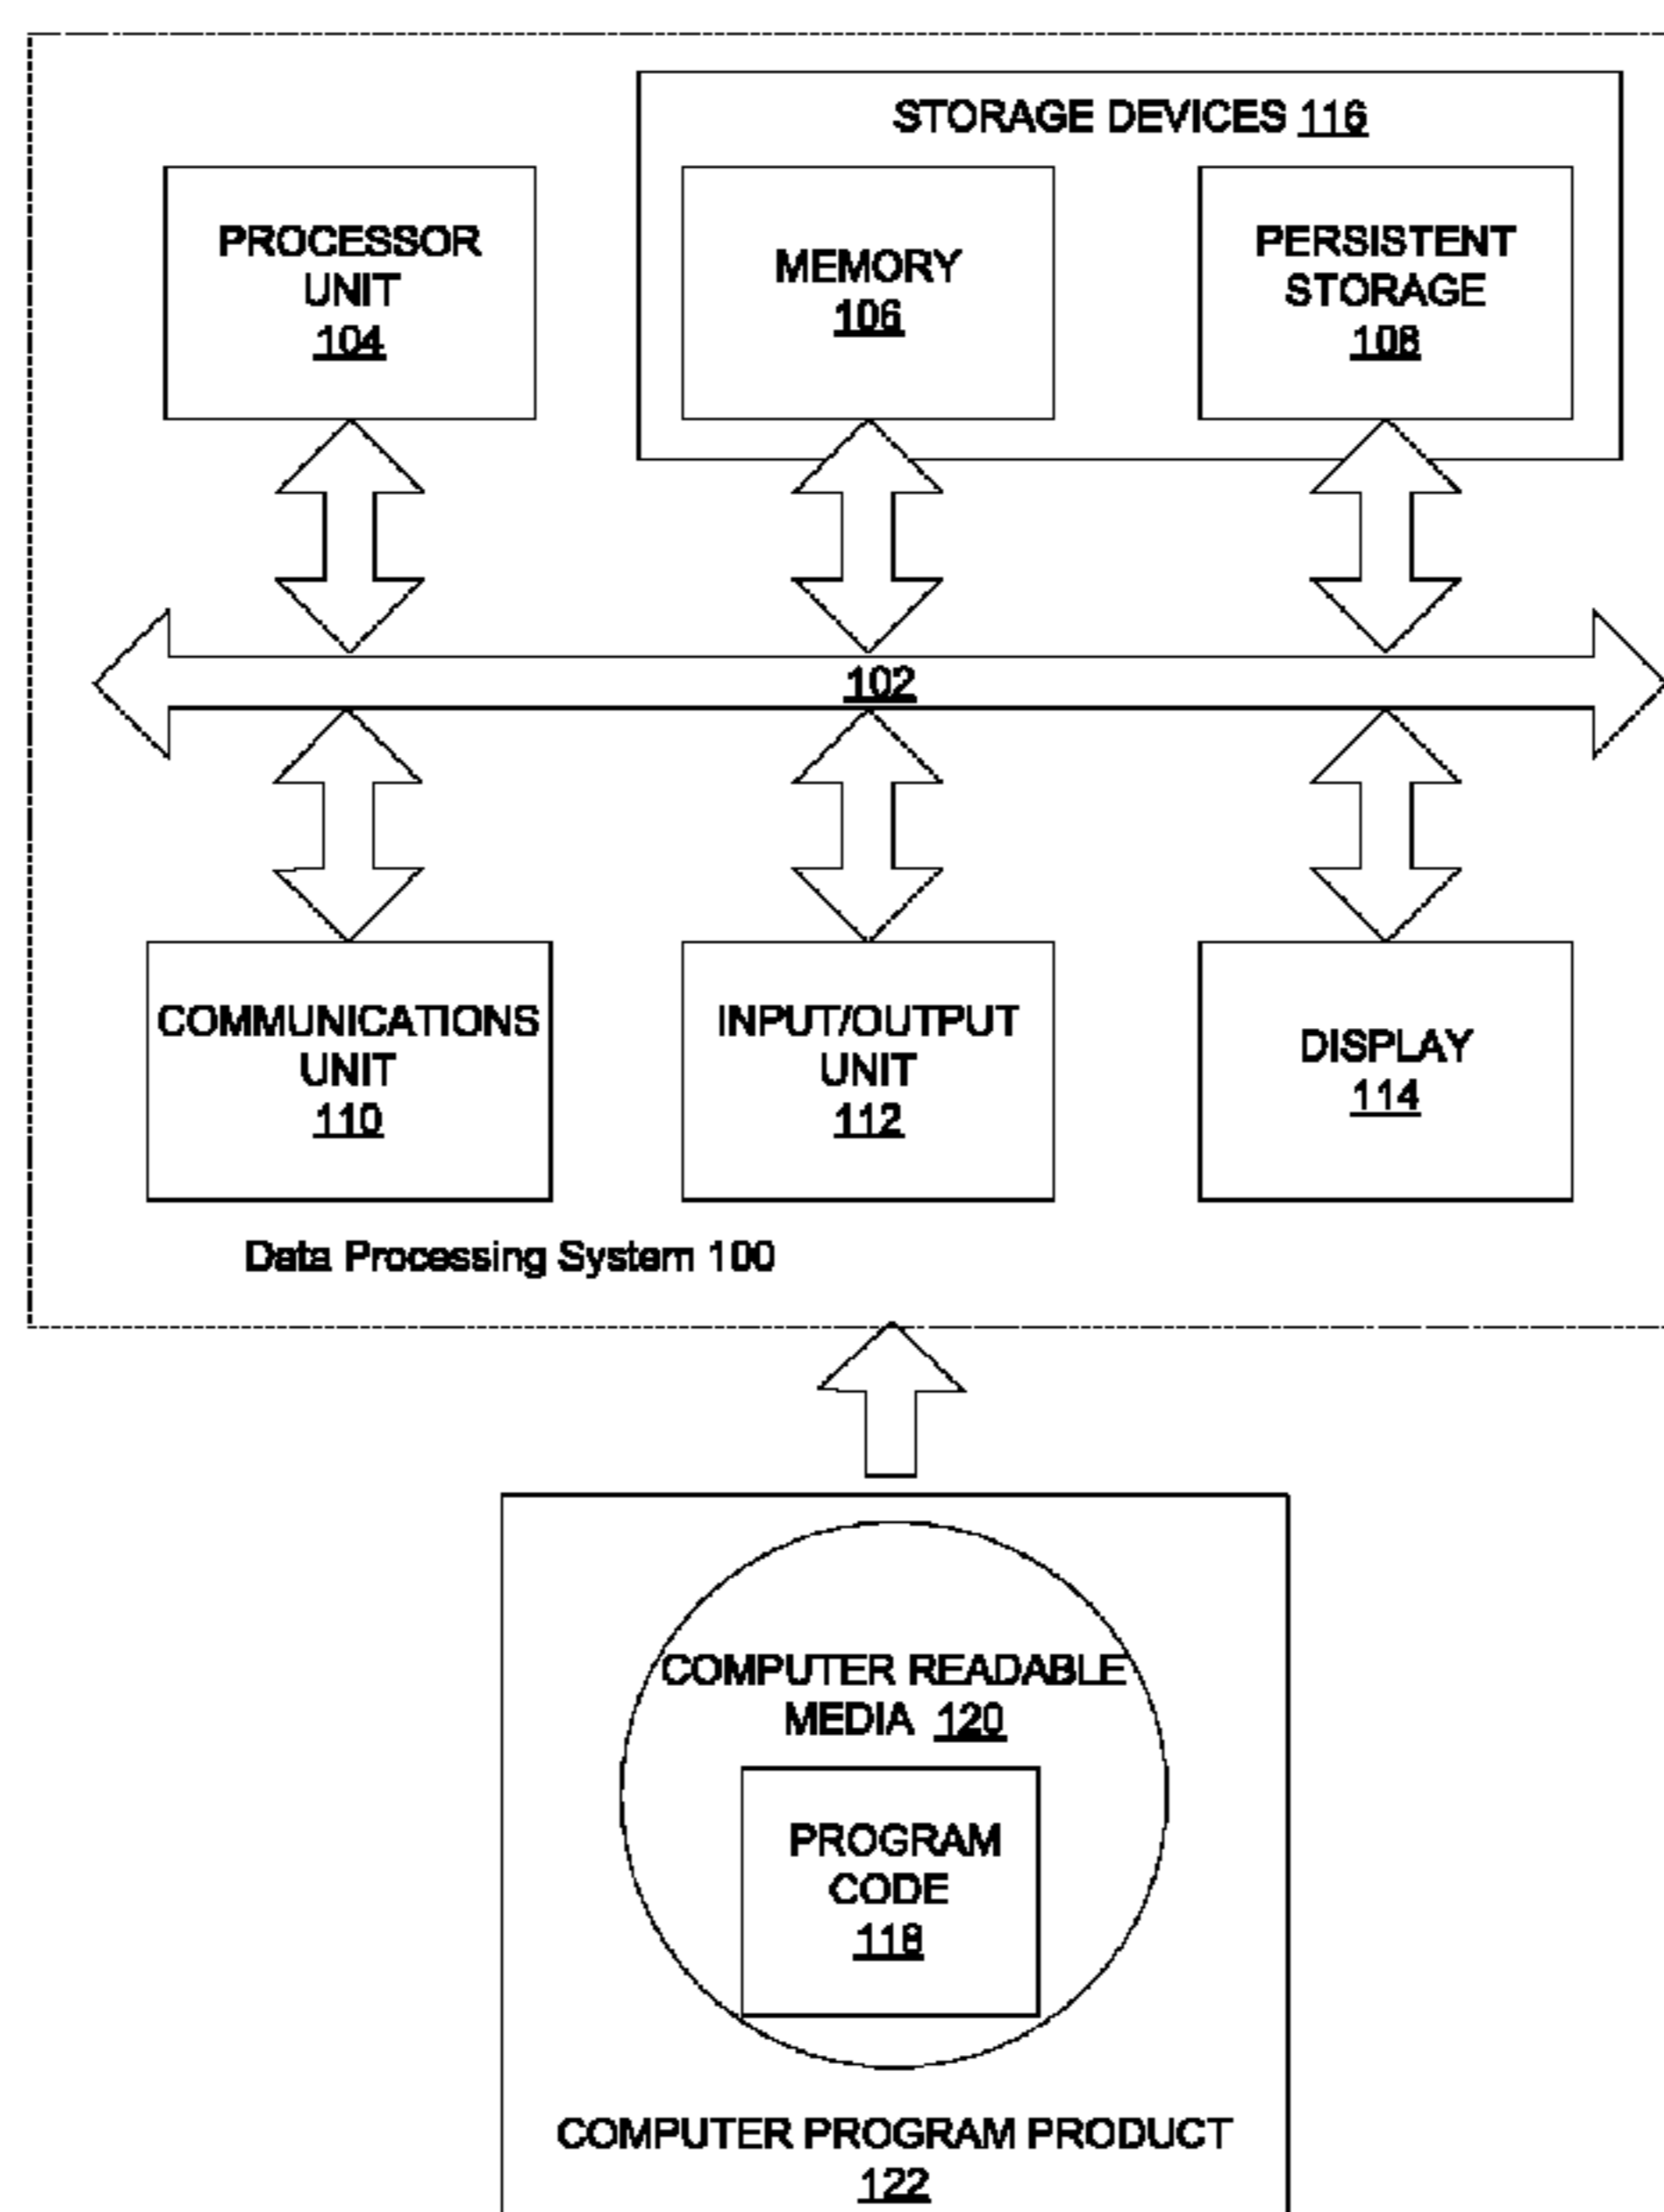 STORAGE DEVICES 116
PROCESSOR
UNIT
104
MEMORY
106
PERSISTENT
STORAGE
108
102
COMMUNICATIONS
UNIT
110
INPUT/OUTPUT
UNIT
112
DISPLAY
114
Data Processing System 100
COMPUTER READABLE
MEDIA 120
PROGRAM
CODE
118
COMPUTER PROGRAM PRODUCT
122